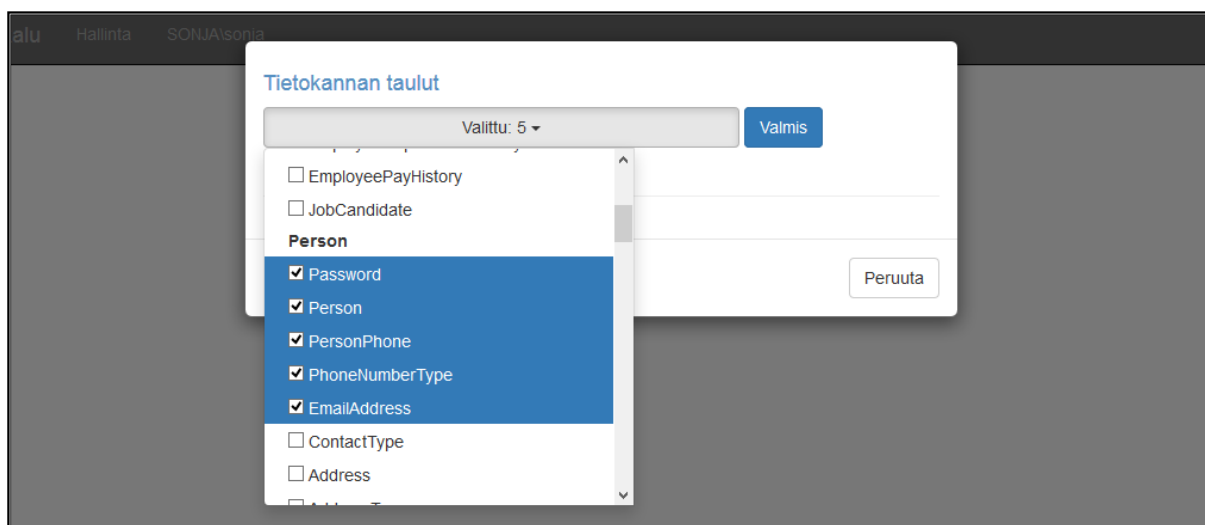 alu Hallinta SONJA\sonja
Tietokannan taulut
Valittu: 5
Valmis
EmployeePayHistory
JobCandidate
Person
Password
Person
PersonPhone
PhoneNumberType
EmailAddress
ContactType
Address
Peruuta